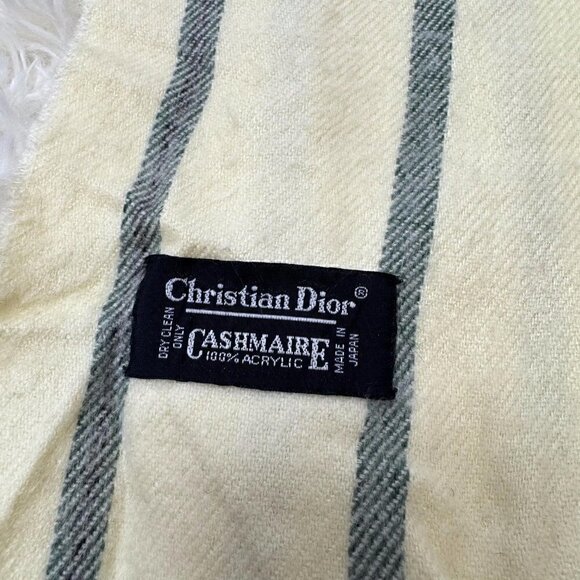 Christian Dior®
DRY CLEAN
ONLY
CASHMAIRE
100% ACRYLIC
MADE IN
JAPAN